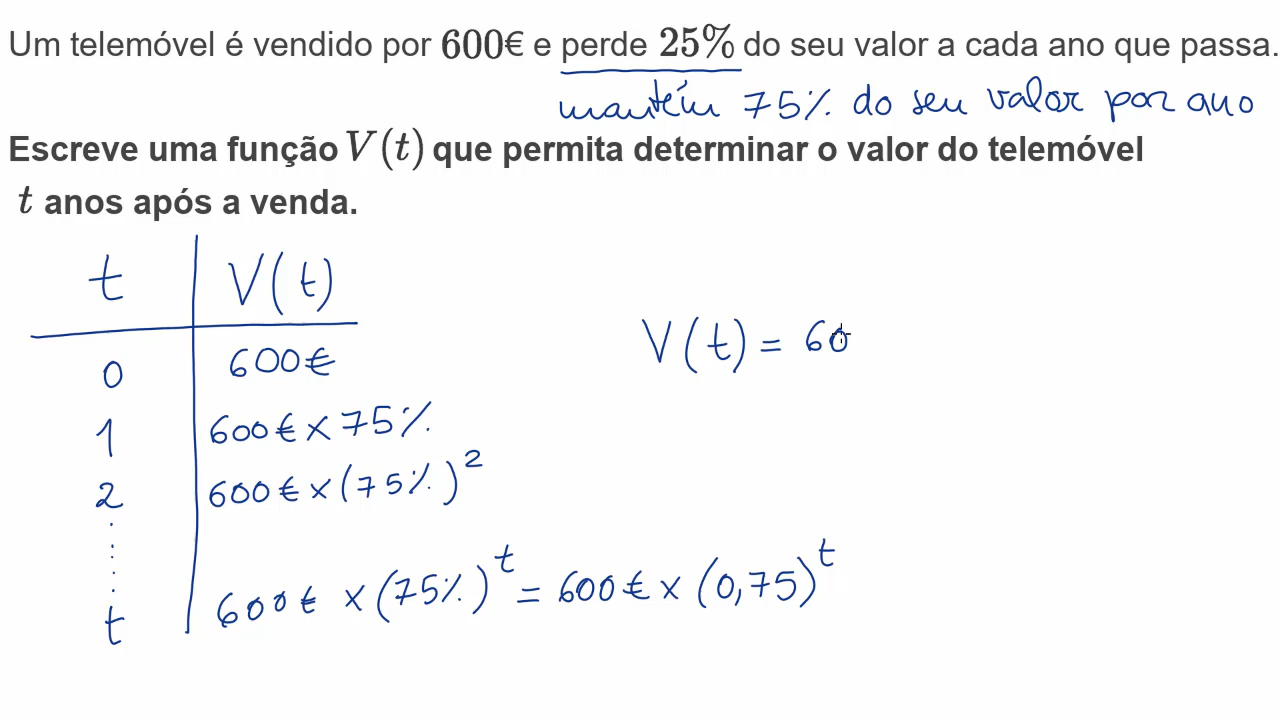 Um telemóvel é vendido por 600€ e perde 25% do seu valor a cada ano que passa.
mantém 75% do seu valor por ano
Escreve uma função V(t) que permita determinar o valor do telemóvel
t anos após a venda.
t V(t)
0 600€
V(t) = 60
1 600€ × 75%
2 600€ × (75%)²
t 600€ × (75%)^t = 600€ × (0,75)^t